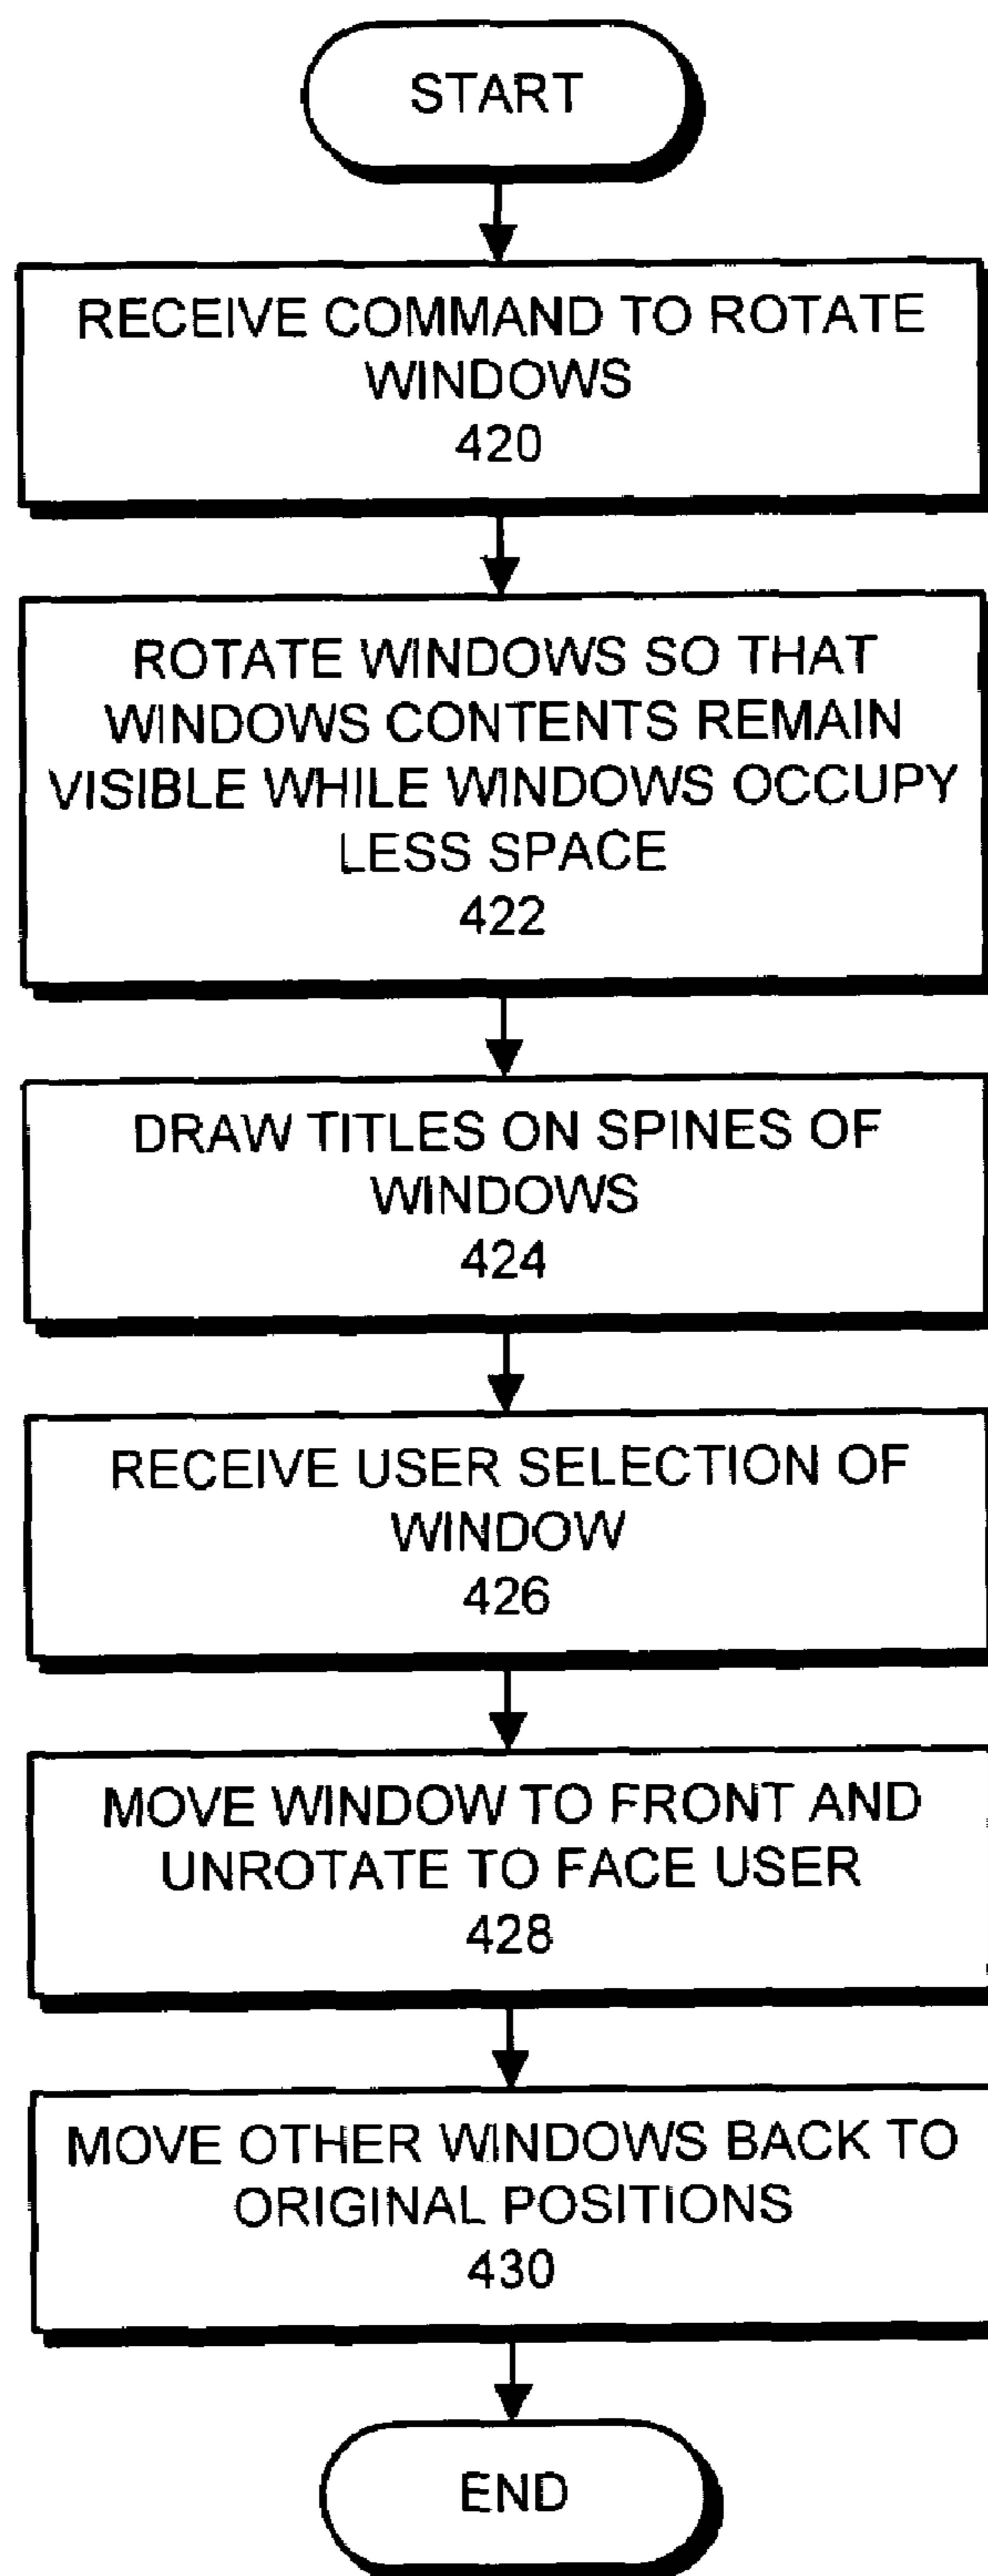 START
RECEIVE COMMAND TO ROTATE
WINDOWS
420
ROTATE WINDOWS SO THAT
WINDOWS CONTENTS REMAIN
VISIBLE WHILE WINDOWS OCCUPY
LESS SPACE
422
DRAW TITLES ON SPINES OF
WINDOWS
424
RECEIVE USER SELECTION OF
WINDOW
426
MOVE WINDOW TO FRONT AND
UNROTATE TO FACE USER
428
MOVE OTHER WINDOWS BACK TO
ORIGINAL POSITIONS
430
END